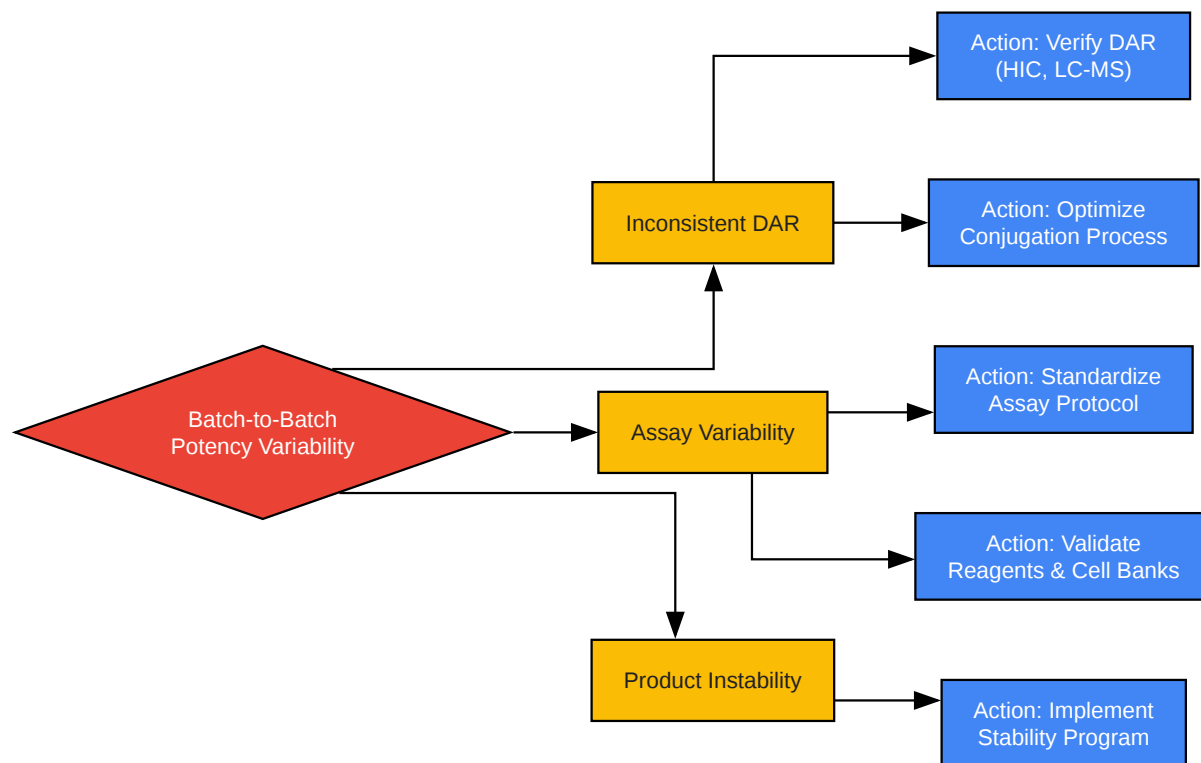 Action: Verify DAR
(HIC, LC-MS)
Inconsistent DAR
Action: Optimize
Conjugation Process
Batch-to-Batch
Potency Variability
Assay Variability
Action: Standardize
Assay Protocol
Action: Validate
Reagents & Cell Banks
Product Instability
Action: Implement
Stability Program